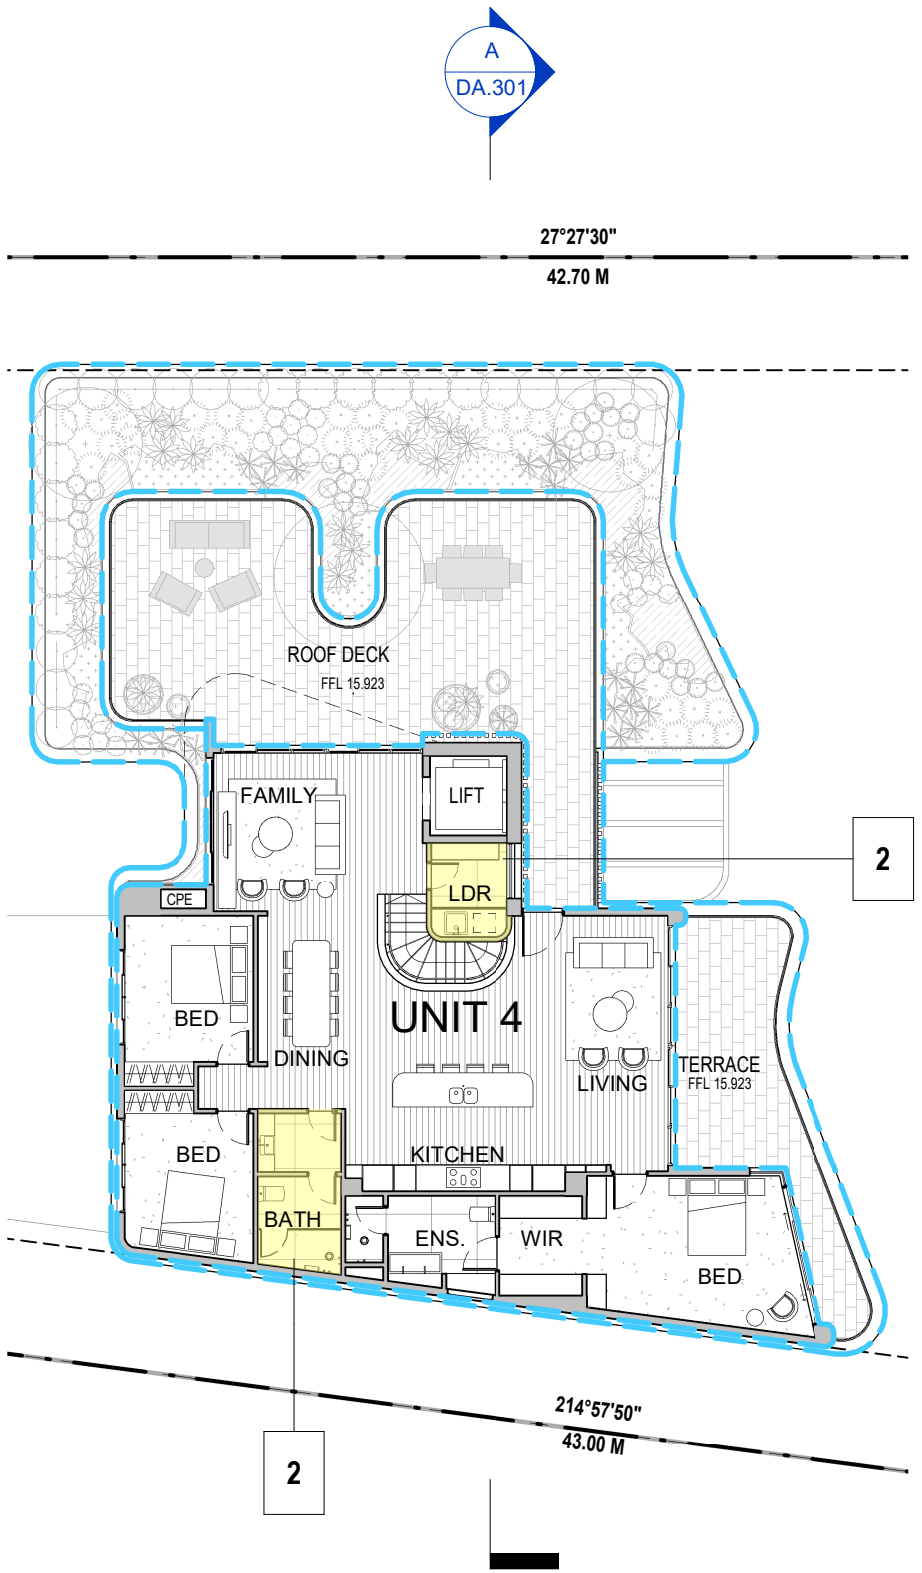 A
DA.301
27°27'30"
42.70 M
ROOF DECK
FFL 15.923
FAMILY
LIFT
2
LDR
CPE
UNIT 4
BED
DINING
TERRACE
FFL 15.923
LIVING
KITCHEN
BED
BATH
ENS.
WIR
BED
214°57'50"
43.00 M
2